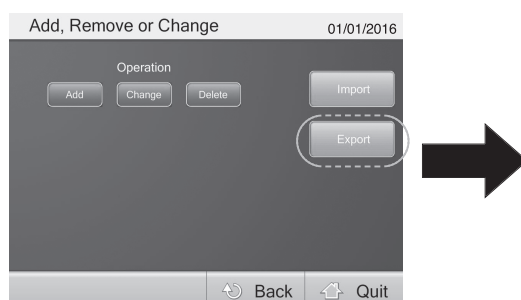 Add, Remove or Change 01/01/2016
Operation
Add Change Delete
Import
Export
Back Quit